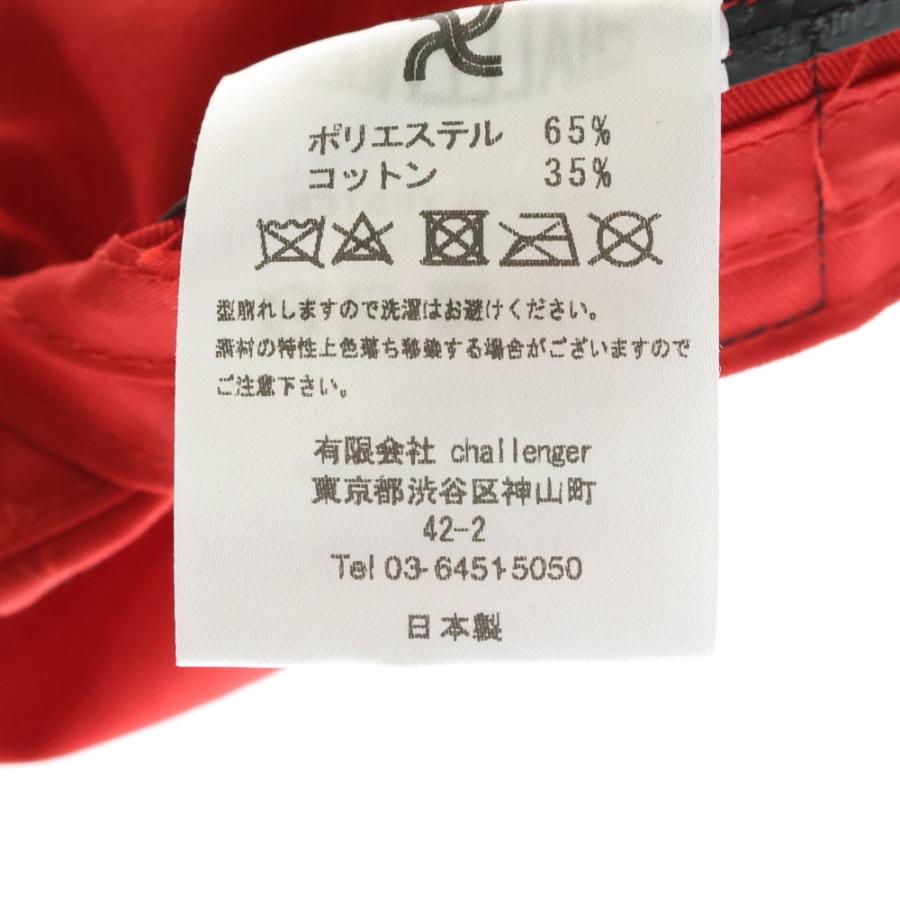 ポリエステル 65%
コットン 35%
型崩れしますので洗濯はお避けください。
素材の特性上色落ち移染する場合がございますので
ご注意下さい。
有限会社 challenger
東京都渋谷区神山町
42-2
Tel 03-6451-5050
日本製